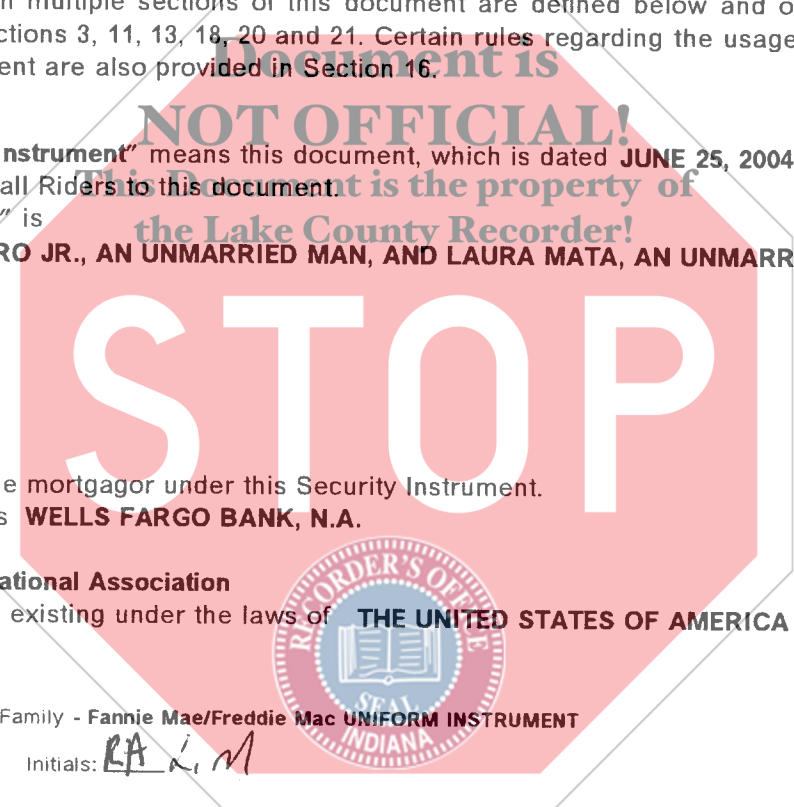 multiple sections of this document are defined below and o
ctions 3, 11, 13, 18, 20 and 21. Certain rules regarding the usage
ent are also provided in Section 16.
Document is
NOT OFFICIAL!
nstrument" means this document, which is dated JUNE 25, 2004
all Riders to this document.
This Document is the property of
" is
the Lake County Recorder!
RO JR., AN UNMARRIED MAN, AND LAURA MATA, AN UNMARR
STOP
e mortgagor under this Security Instrument.
s WELLS FARGO BANK, N.A.
ational Association
existing under the laws of THE UNITED STATES OF AMERICA
RECORDER'S OFFICE
SEAL
INDIANA
Family - Fannie Mae/Freddie Mac UNIFORM INSTRUMENT
Initials: RA L, M